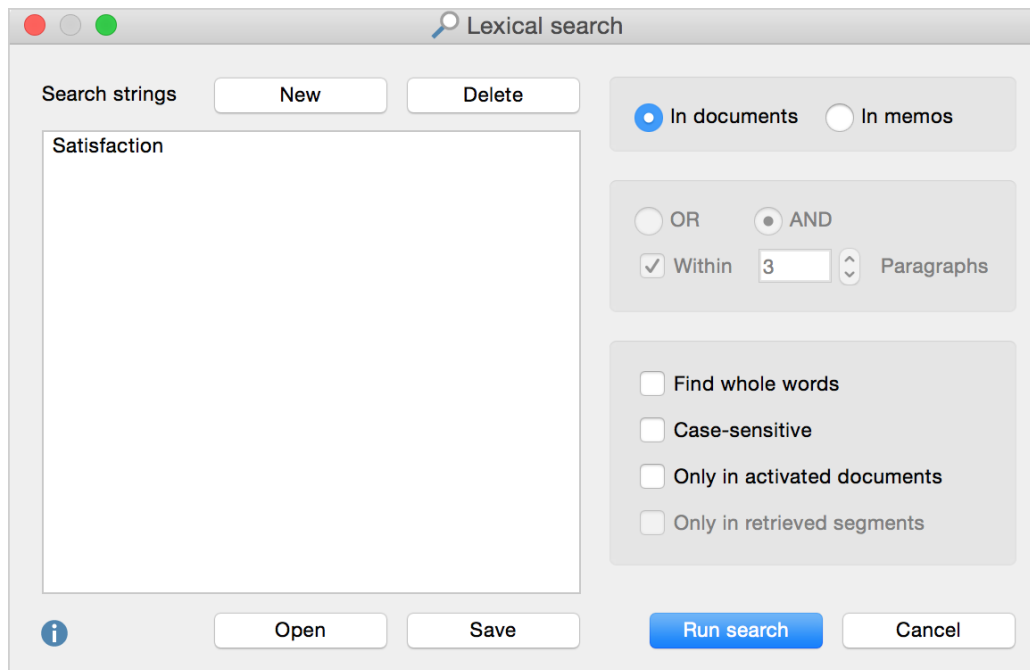 Lexical search
Search strings
New
Delete
Satisfaction
In documents
In memos
OR
AND
Within
3
Paragraphs
Find whole words
Case-sensitive
Only in activated documents
Only in retrieved segments
Open
Save
Run search
Cancel